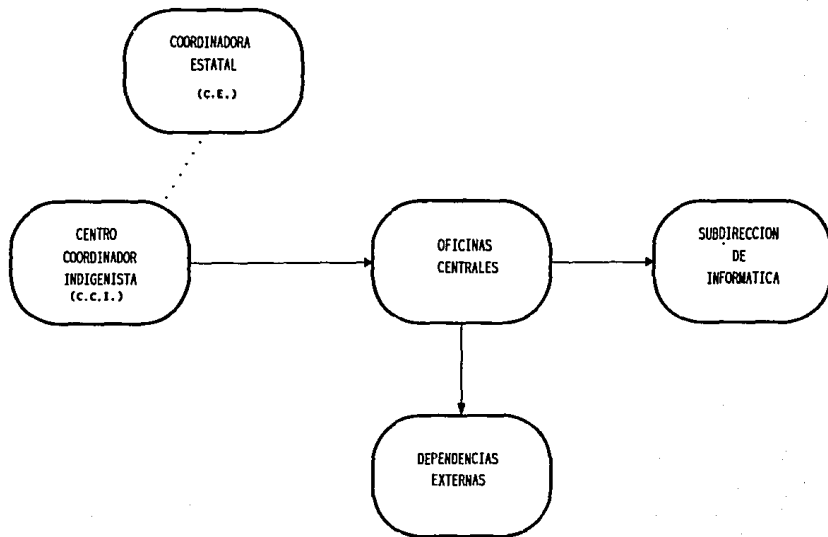 COORDINADORA
ESTATAL
(C.E.)
CENTRO
COORDINADOR
INDIGENISTA
(C.C.I.)
OFICINAS
CENTRALES
SUBDIRECCION
DE
INFORMATICA
DEPENDENCIAS
EXTERNAS